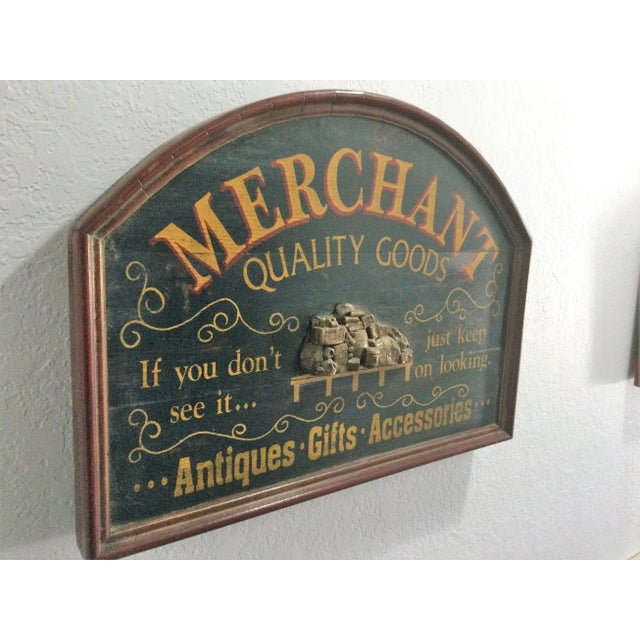 MERCHANT
QUALITY GOODS
If you don't
see it...
just keep
on looking.
...Antiques · Gifts · Accessories...